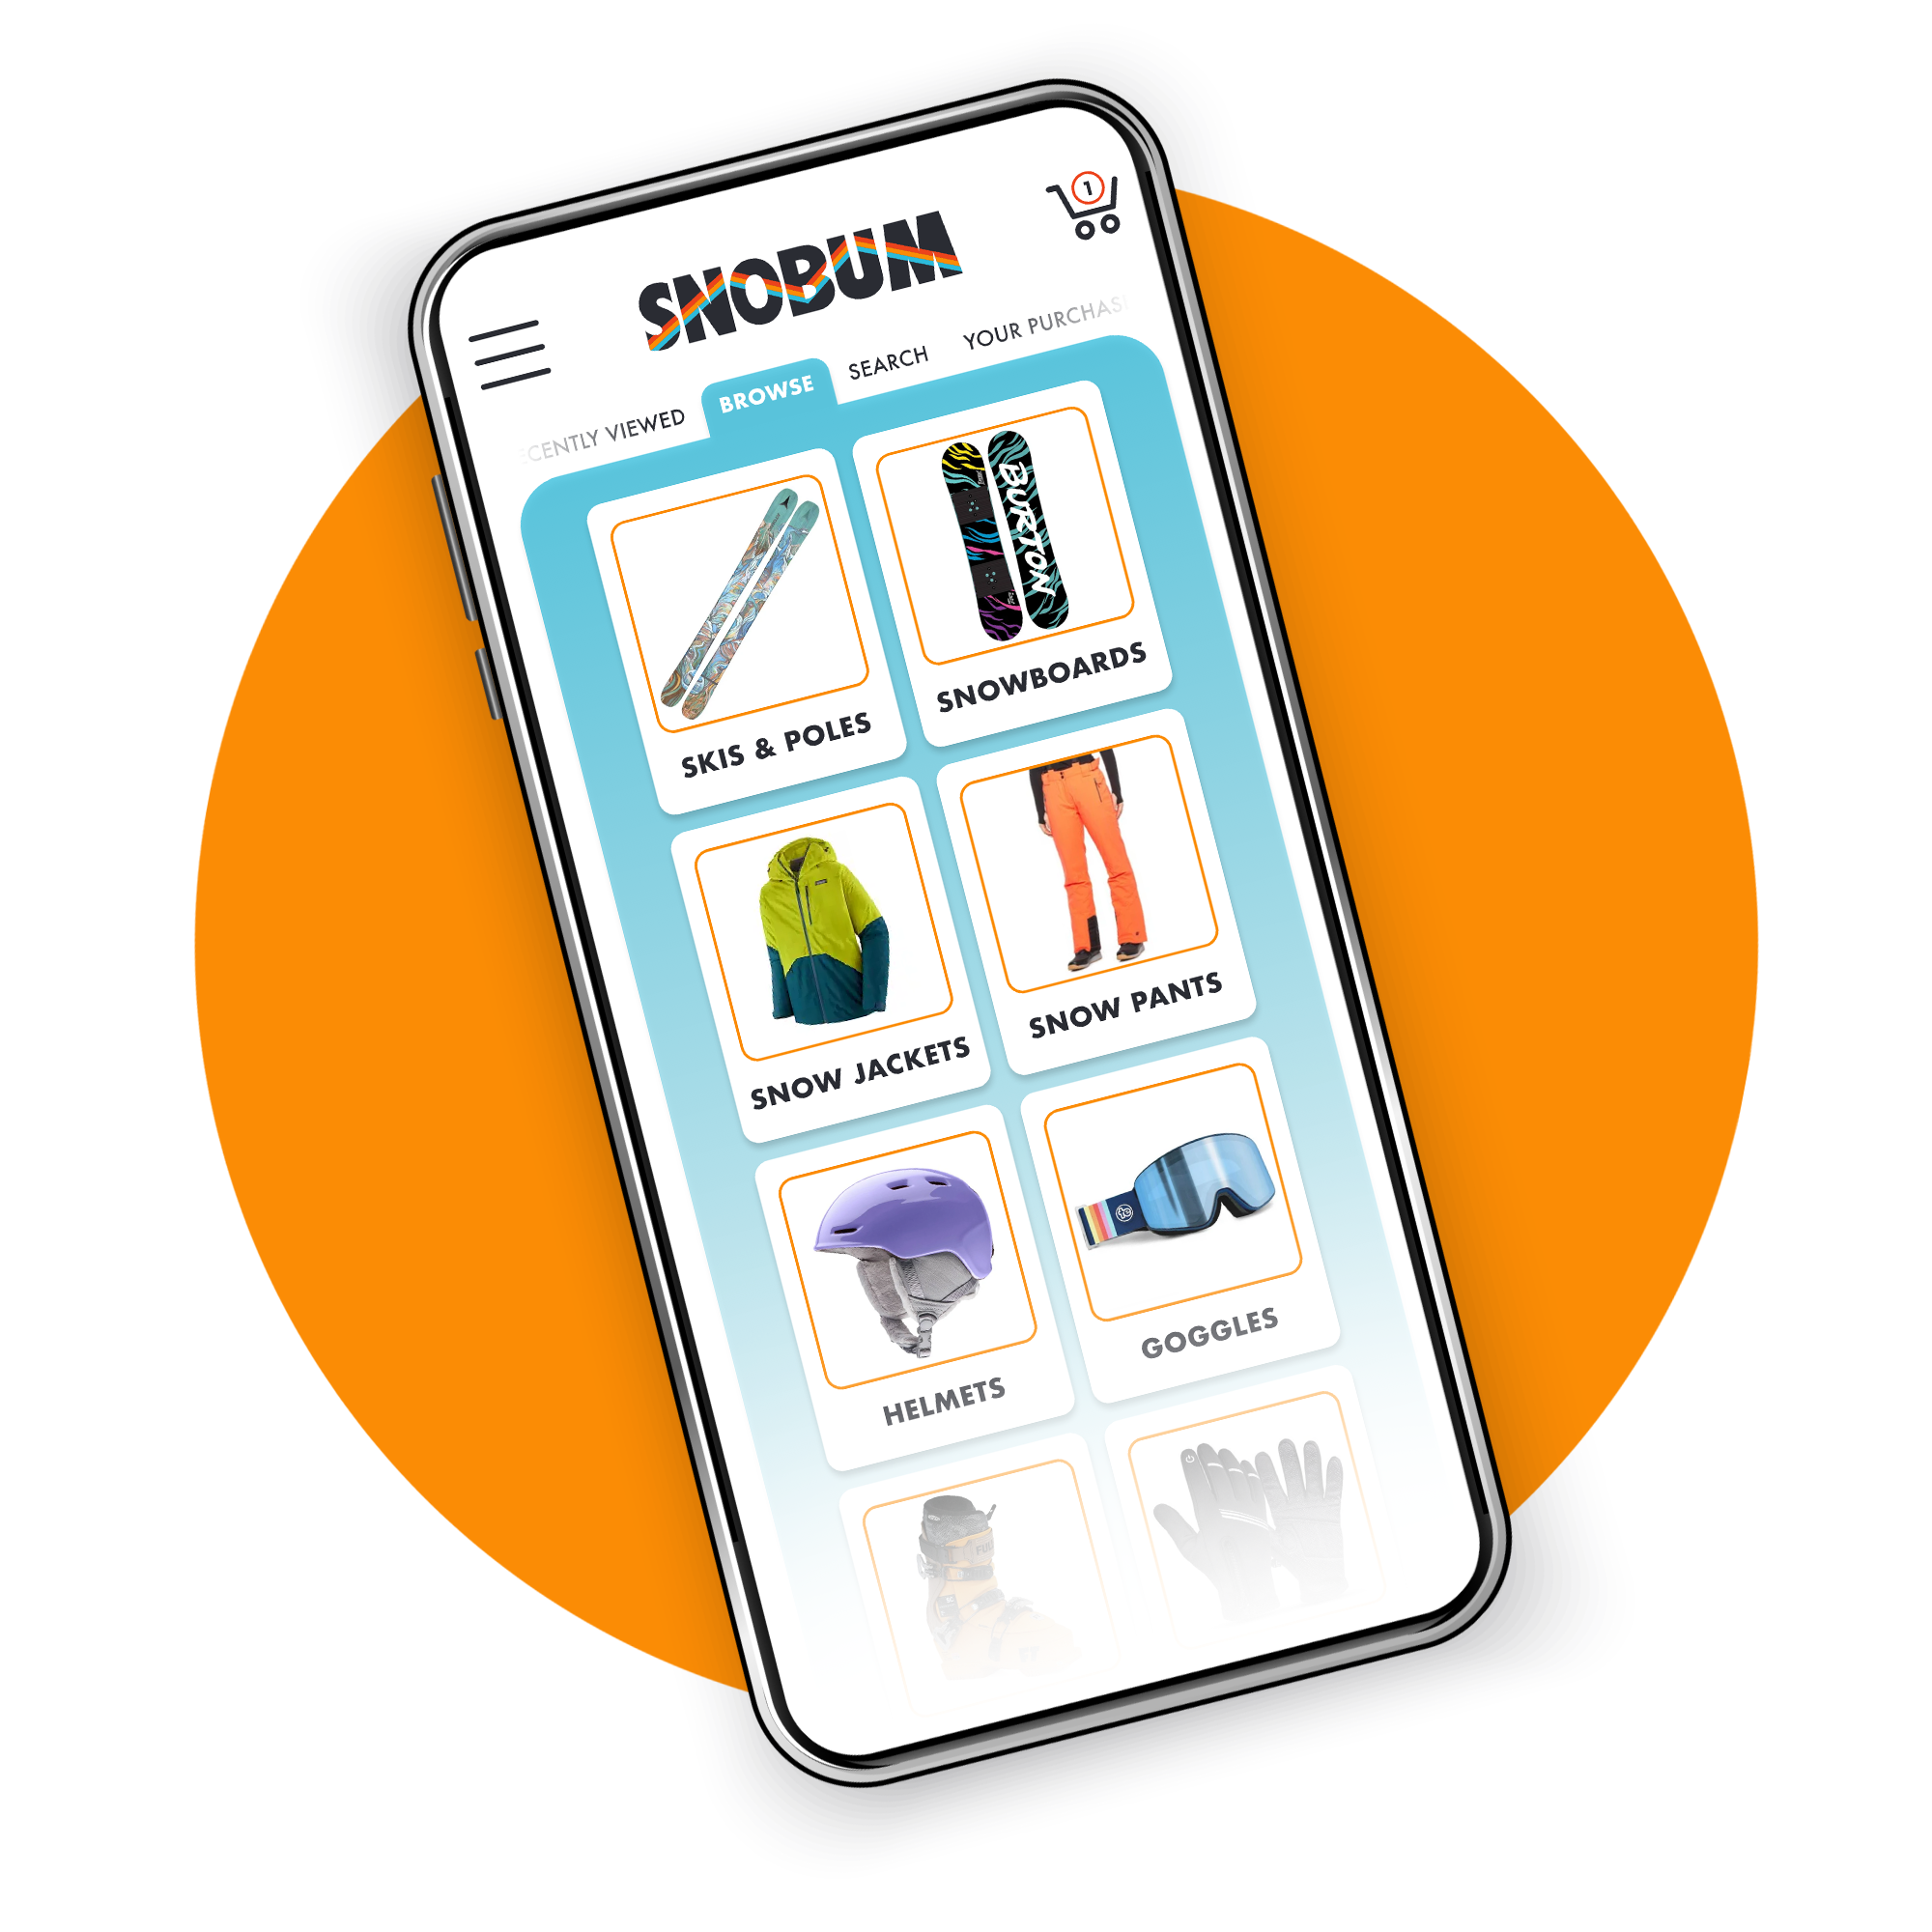 1
SNOBUM
CENTLY VIEWED
BROWSE
SEARCH
YOUR PURCHAS
BURTON
SKIS & POLES
SNOWBOARDS
SNOW JACKETS
SNOW PANTS
HELMETS
GOGGLES